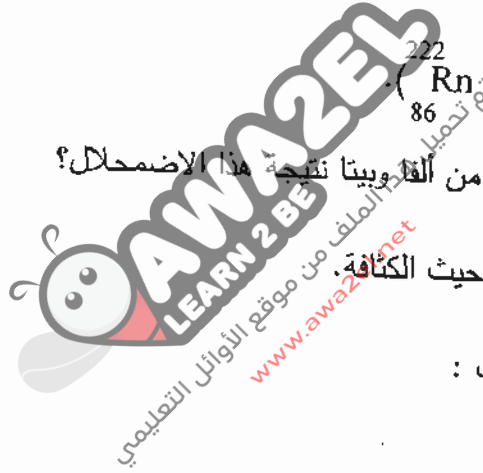 (²²²₈₆Rn).
من ألفا وبيتا نتيجة هذا الاضمحلال؟
حيث الكثافة.
:
AWA2EL
LEARN 2 BE
تم تحميل هذا الملف من موقع الأوائل التعليمي
www.awa2el.net